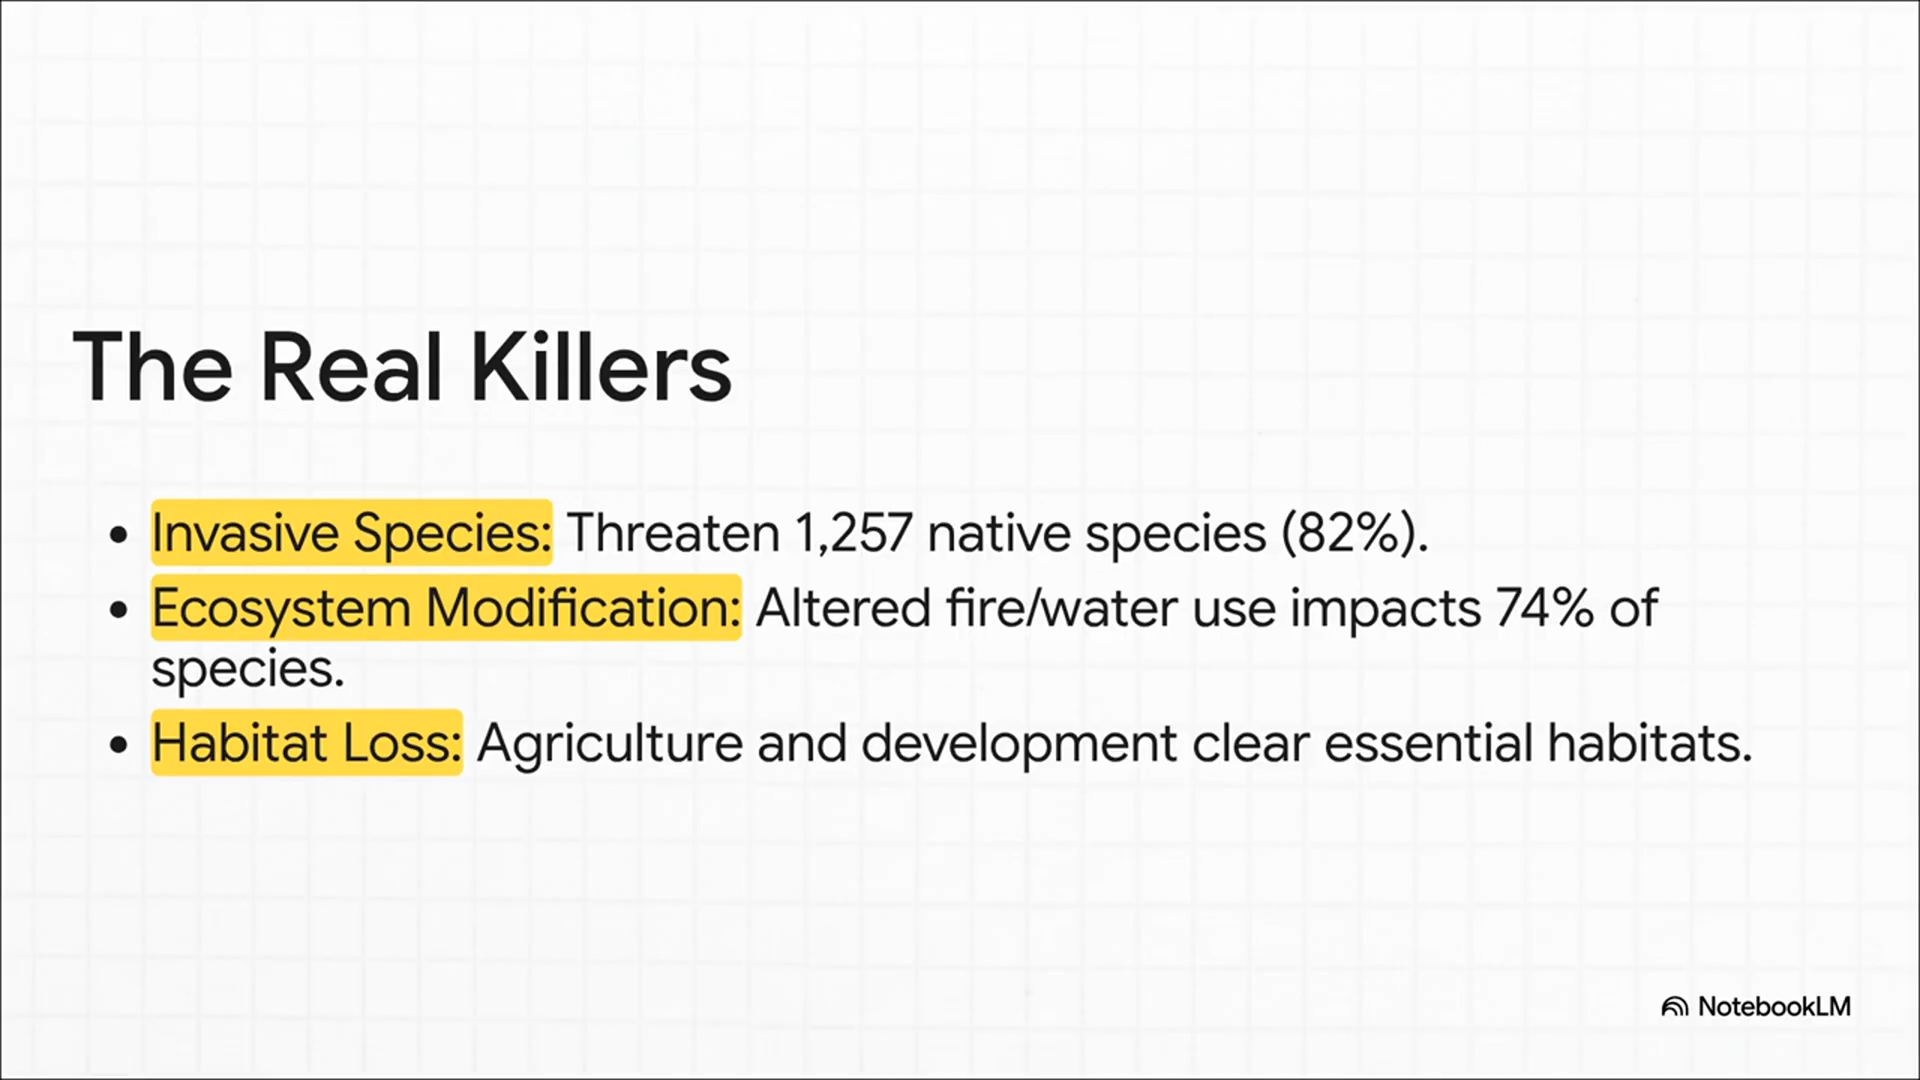 The Real Killers
• Invasive Species: Threaten 1,257 native species (82%).
• Ecosystem Modification: Altered fire/water use impacts 74% of
species.
• Habitat Loss: Agriculture and development clear essential habitats.
NotebookLM